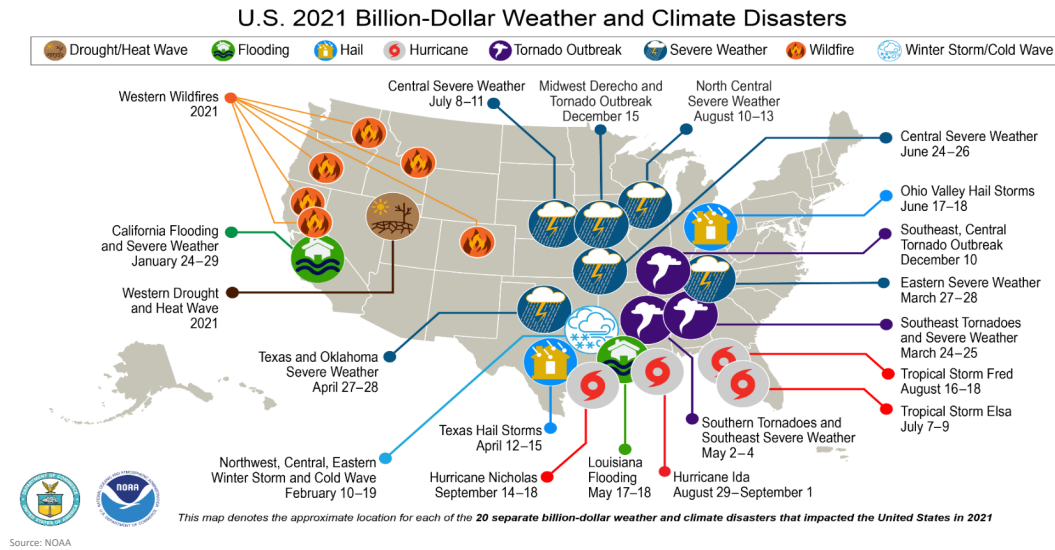 U.S. 2021 Billion-Dollar Weather and Climate Disasters
Drought/Heat Wave
Flooding
Hail
Hurricane
Tornado Outbreak
Severe Weather
Wildfire
Winter Storm/Cold Wave
Western Wildfires
2021
Central Severe Weather
July 8–11
Midwest Derecho and
Tornado Outbreak
December 15
North Central
Severe Weather
August 10–13
Central Severe Weather
June 24–26
Ohio Valley Hail Storms
June 17–18
California Flooding
and Severe Weather
January 24–29
Southeast, Central
Tornado Outbreak
December 10
Eastern Severe Weather
March 27–28
Western Drought
and Heat Wave
2021
Southeast Tornadoes
and Severe Weather
March 24–25
Texas and Oklahoma
Severe Weather
April 27–28
Tropical Storm Fred
August 16–18
Tropical Storm Elsa
July 7–9
Texas Hail Storms
April 12–15
Southern Tornadoes and
Southeast Severe Weather
May 2–4
Northwest, Central, Eastern
Winter Storm and Cold Wave
February 10–19
Hurricane Nicholas
September 14–18
Louisiana
Flooding
May 17–18
Hurricane Ida
August 29–September 1
NOAA
This map denotes the approximate location for each of the 20 separate billion-dollar weather and climate disasters that impacted the United States in 2021
Source: NOAA